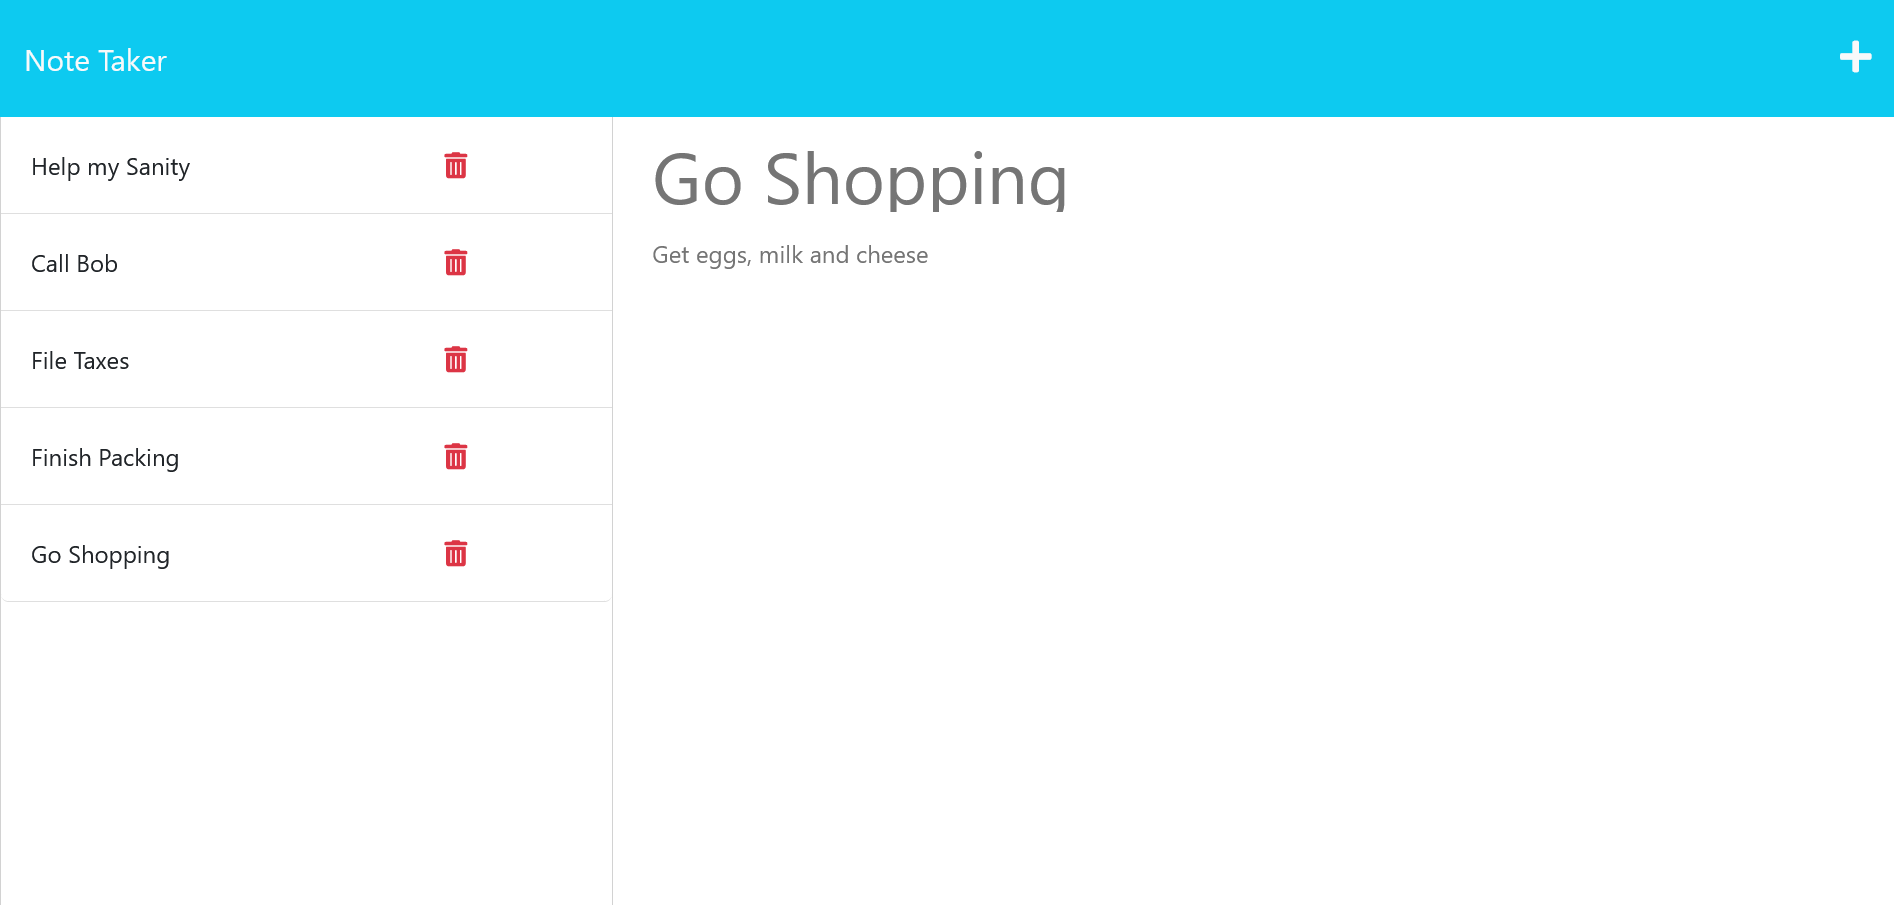 Note Taker
Help my Sanity
Call Bob
File Taxes
Finish Packing
Go Shopping
Go Shopping
Get eggs, milk and cheese